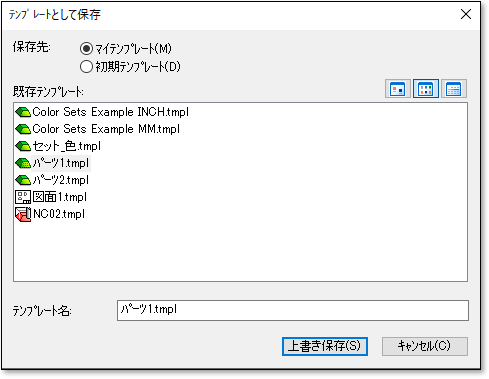 ﾃﾝﾌﾟﾚｰﾄとして保存
保存先:
マイﾃﾝﾌﾟﾚｰﾄ(M)
初期ﾃﾝﾌﾟﾚｰﾄ(D)
既存ﾃﾝﾌﾟﾚｰﾄ:
Color Sets Example INCH.tmpl
Color Sets Example MM.tmpl
セット_色.tmpl
パーツ1.tmpl
パーツ2.tmpl
図面1.tmpl
NC02.tmpl
ﾃﾝﾌﾟﾚｰﾄ名:
パーツ1.tmpl
上書き保存(S)
ｷｬﾝｾﾙ(C)